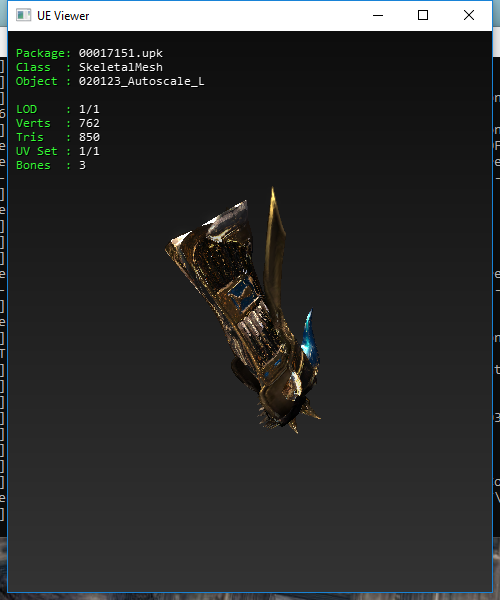 UE Viewer
Package: 00017151.upk
Class  : SkeletalMesh
Object : 020123_Autoscale_L
LOD    : 1/1
Verts  : 762
Tris   : 850
UV Set : 1/1
Bones  : 3